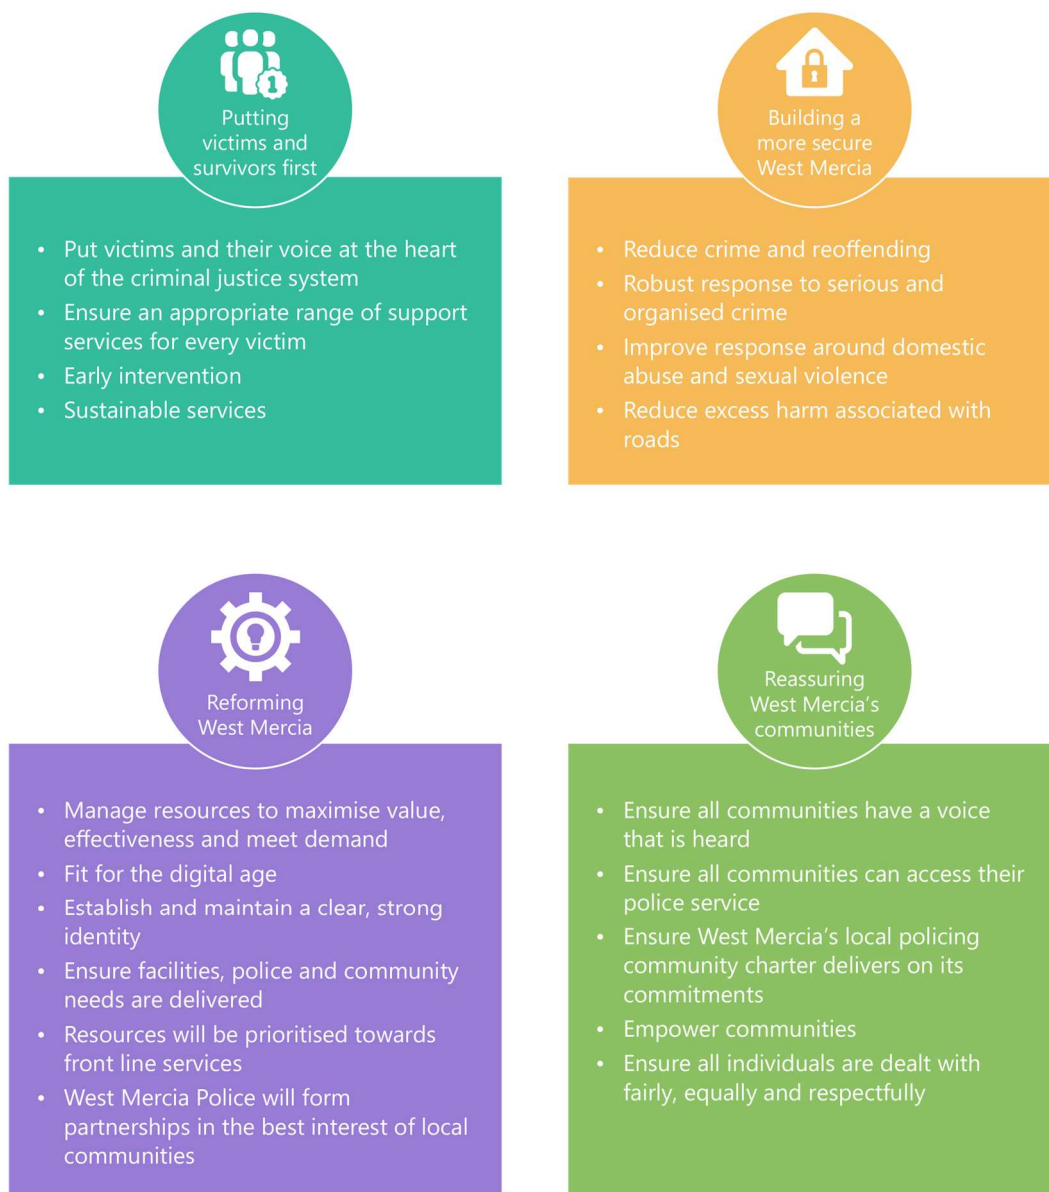 1
Putting
victims and
survivors first
• Put victims and their voice at the heart
of the criminal justice system
• Ensure an appropriate range of support
services for every victim
• Early intervention
• Sustainable services
Building a
more secure
West Mercia
• Reduce crime and reoffending
• Robust response to serious and
organised crime
• Improve response around domestic
abuse and sexual violence
• Reduce excess harm associated with
roads
Reforming
West Mercia
• Manage resources to maximise value,
effectiveness and meet demand
• Fit for the digital age
• Establish and maintain a clear, strong
identity
• Ensure facilities, police and community
needs are delivered
• Resources will be prioritised towards
front line services
• West Mercia Police will form
partnerships in the best interest of local
communities
Reassuring
West Mercia’s
communities
• Ensure all communities have a voice
that is heard
• Ensure all communities can access their
police service
• Ensure West Mercia’s local policing
community charter delivers on its
commitments
• Empower communities
• Ensure all individuals are dealt with
fairly, equally and respectfully